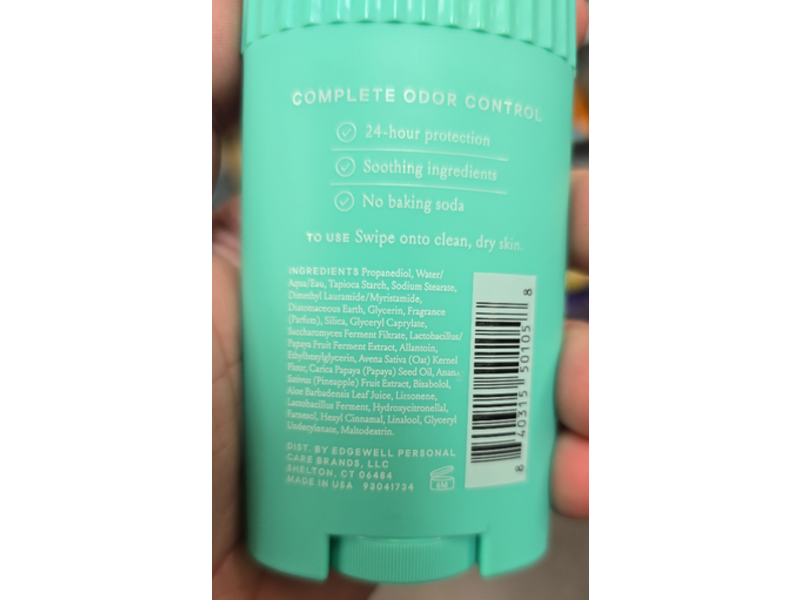 COMPLETE ODOR CONTROL
24-hour protection
Soothing ingredients
No baking soda
TO USE Swipe onto clean, dry skin.
INGREDIENTS Propanediol, Water/
Aqua/Eau, Tapioca Starch, Sodium Stearate,
Dimethyl Lauramide/Myristamide,
Diatomaceous Earth, Glycerin, Fragrance
(Parfum), Silica, Glyceryl Caprylate,
Lactobacillus/
Saccharomyces Ferment Filtrate,
Papaya Fruit Ferment Extract, Allantoin,
Ethylhexylglycerin, Avena Sativa (Oat) Kernel
Flour, Carica Papaya (Papaya) Seed Oil, Anan
Sativus (Pineapple) Fruit Extract, Bisabolol,
Aloe Barbadensis Leaf Juice, Limonene,
Lactobacillus Ferment, Hydroxycitronellal,
Farnesol, Hexyl Cinnamal, Linalool, Glyceryl
Undecylenate, Maltodextrin.
DIST. BY EDGEWELL PERSONAL
CARE BRANDS, LLC
SHELTON, CT 06484
MADE IN USA 93041734
6M
8 40315 50105 8